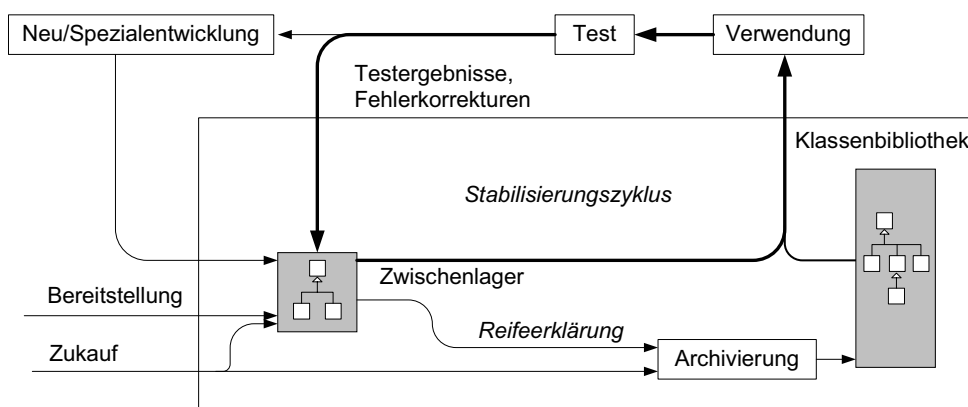 Neu/Spezialentwicklung
Test
Verwendung
Testergebnisse,
Fehlerkorrekturen
Klassenbibliothek
Stabilisierungszyklus
Zwischenlager
Bereitstellung
Reifeerklärung
Zukauf
Archivierung